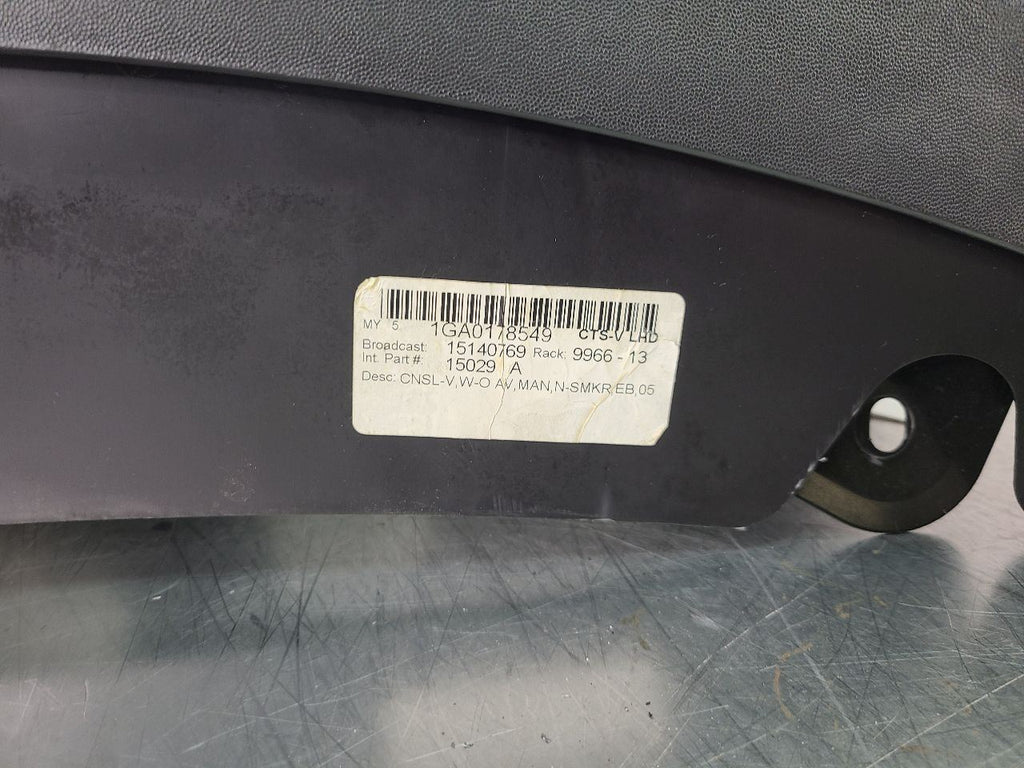 MY 5. 1GA0178549 CTS-V LHD
Broadcast: 15140769 Rack: 9966 - 13
Int. Part #: 15029 A
Desc: CNSL-V,W-O AV,MAN,N-SMKR,EB,05